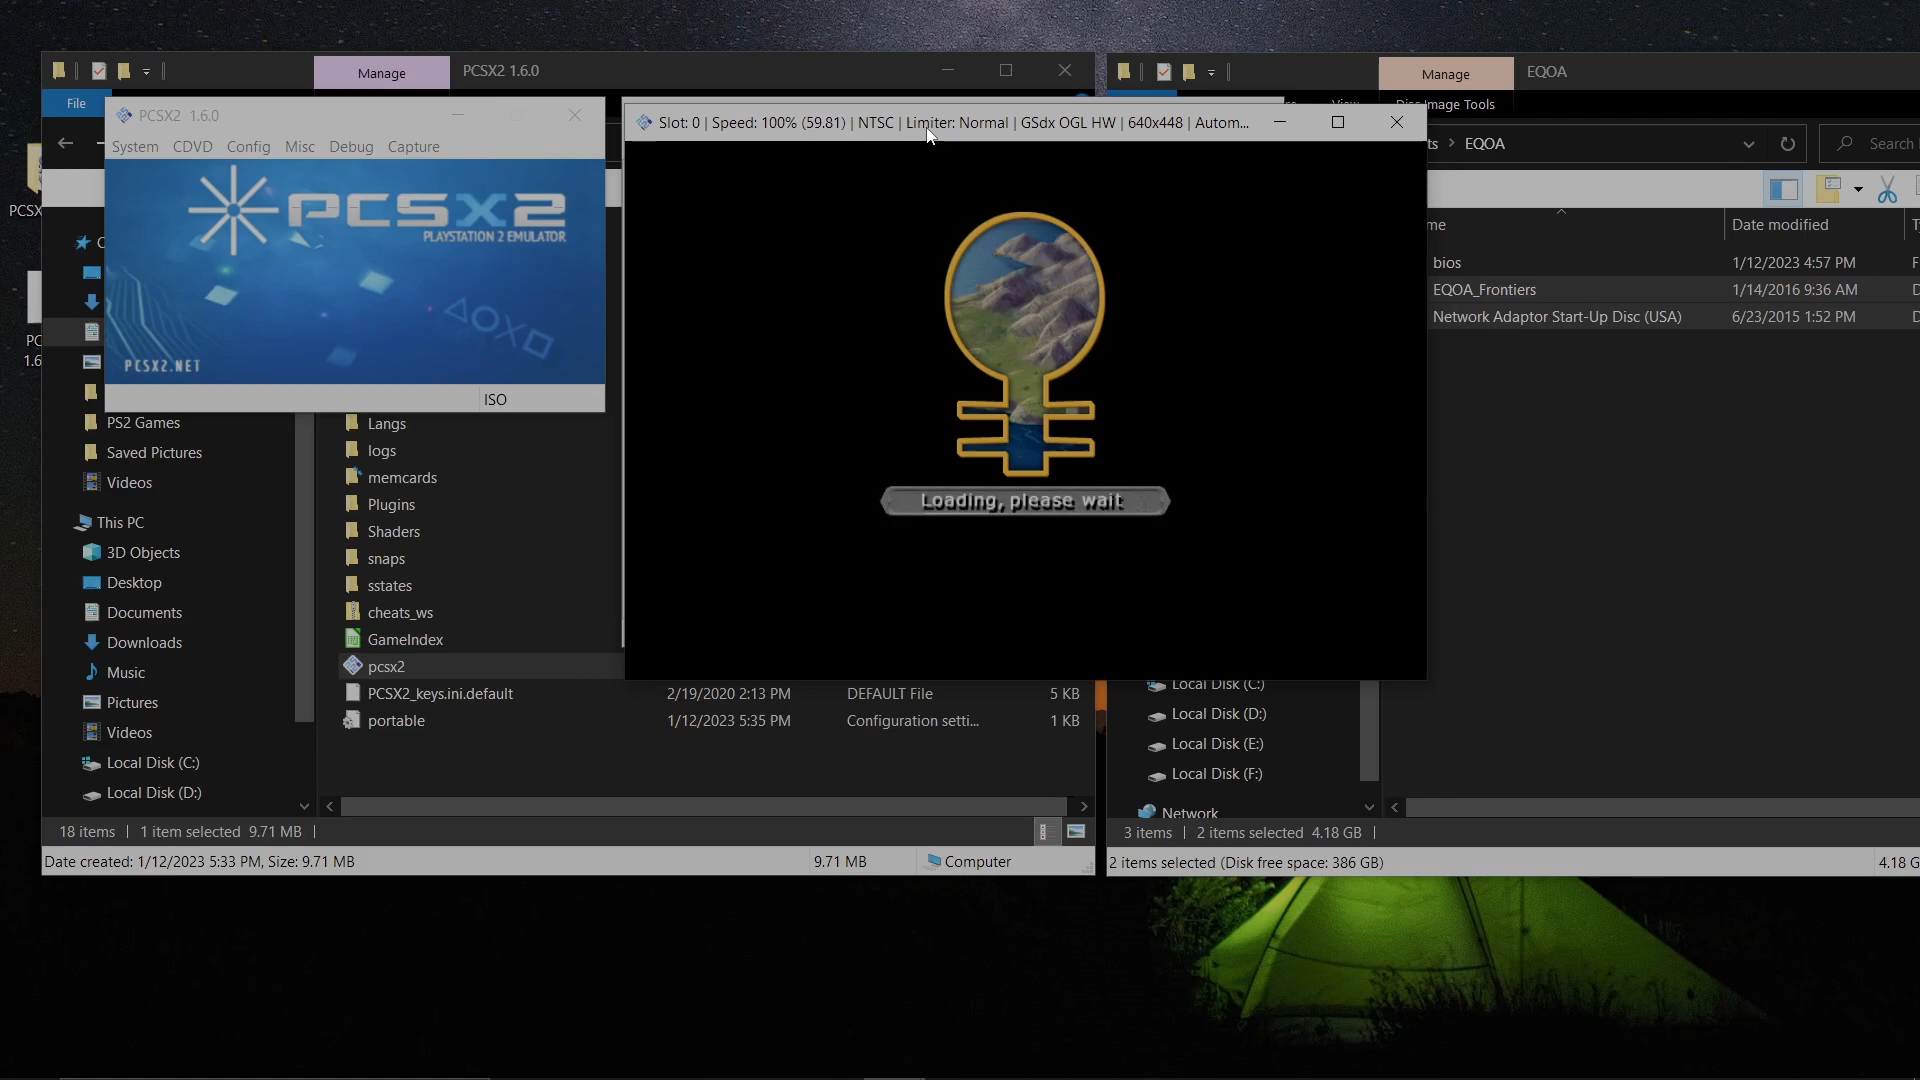 Manage
PCSX2 1.6.0
File
PCSX2 1.6.0
System CDVD Config Misc Debug Capture
PCSX2
PLAYSTATION 2 EMULATOR
PCSX2.NET
ISO
PCSX
1.6
PS2 Games
Saved Pictures
Videos
This PC
3D Objects
Desktop
Documents
Downloads
Music
Pictures
Videos
Local Disk (C:)
Local Disk (D:)
Langs
logs
memcards
Plugins
Shaders
snaps
sstates
cheats_ws
GameIndex
pcsx2
PCSX2_keys.ini.default 2/19/2020 2:13 PM DEFAULT File 5 KB
portable 1/12/2023 5:35 PM Configuration setti... 1 KB
18 items | 1 item selected 9.71 MB |
Date created: 1/12/2023 5:33 PM, Size: 9.71 MB 9.71 MB Computer
Slot: 0 | Speed: 100% (59.81) | NTSC | Limiter: Normal | GSdx OGL HW | 640x448 | Autom...
Loading, please wait
Manage
EQOA
Disc Image Tools
ts > EQOA
Search
me Date modified
bios 1/12/2023 4:57 PM F
EQOA_Frontiers 1/14/2016 9:36 AM D
Network Adaptor Start-Up Disc (USA) 6/23/2015 1:52 PM D
Local Disk (C:)
Local Disk (D:)
Local Disk (E:)
Local Disk (F:)
Network
3 items | 2 items selected 4.18 GB |
2 items selected (Disk free space: 386 GB) 4.18 G